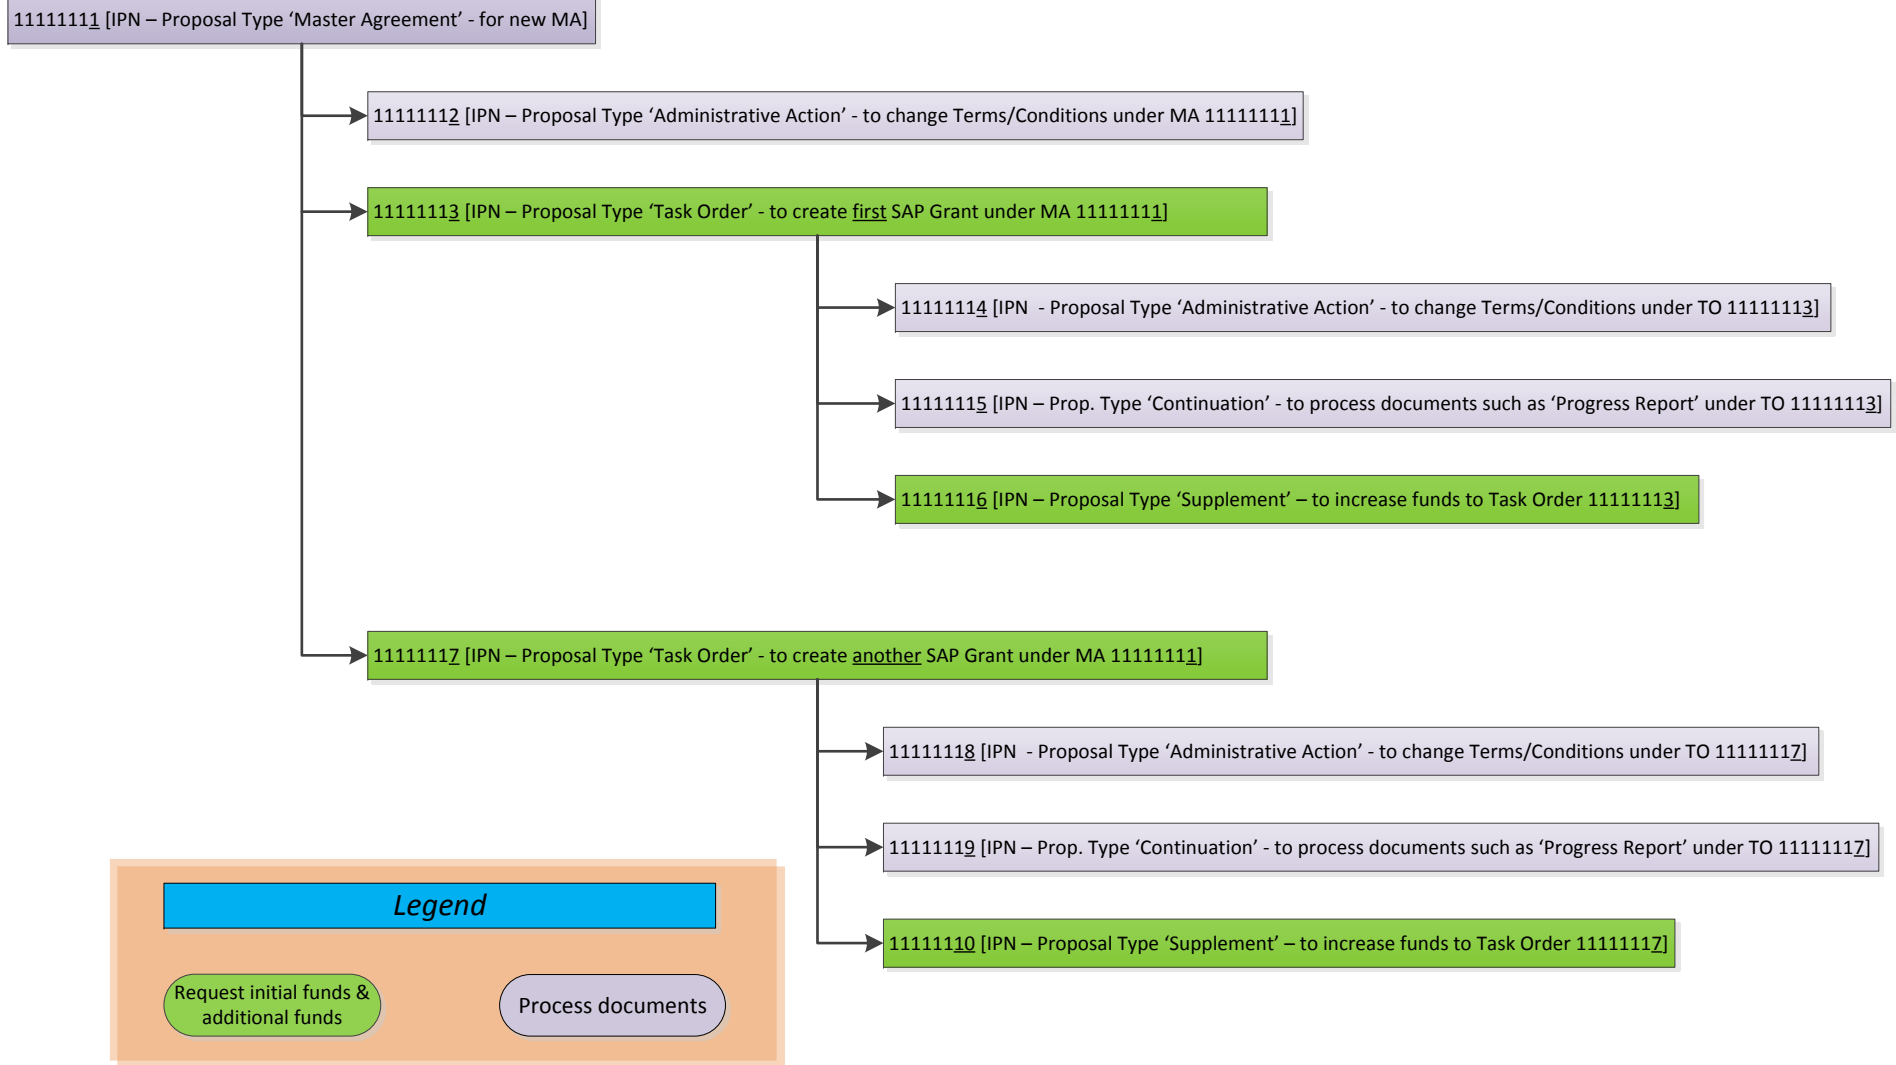 11111111 [IPN – Proposal Type ‘Master Agreement’ - for new MA]
11111112 [IPN – Proposal Type ‘Administrative Action’ - to change Terms/Conditions under MA 11111111]
11111113 [IPN – Proposal Type ‘Task Order’ - to create first SAP Grant under MA 11111111]
11111114 [IPN  - Proposal Type ‘Administrative Action’ - to change Terms/Conditions under TO 11111113]
11111115 [IPN – Prop. Type ‘Continuation’ - to process documents such as ‘Progress Report’ under TO 11111113]
11111116 [IPN – Proposal Type ‘Supplement’ – to increase funds to Task Order 11111113]
11111117 [IPN – Proposal Type ‘Task Order’ - to create another SAP Grant under MA 11111111]
11111118 [IPN  - Proposal Type ‘Administrative Action’ - to change Terms/Conditions under TO 11111117]
11111119 [IPN – Prop. Type ‘Continuation’ - to process documents such as ‘Progress Report’ under TO 11111117]
11111110 [IPN – Proposal Type ‘Supplement’ – to increase funds to Task Order 11111117]
Legend
Request initial funds &
additional funds
Process documents